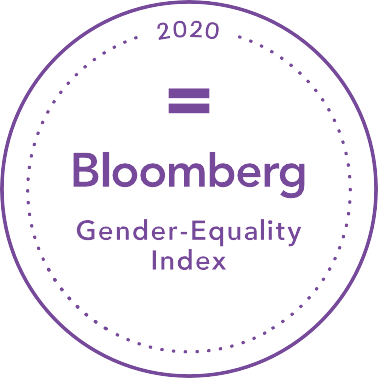 2020
=
Bloomberg
Gender-Equality
Index